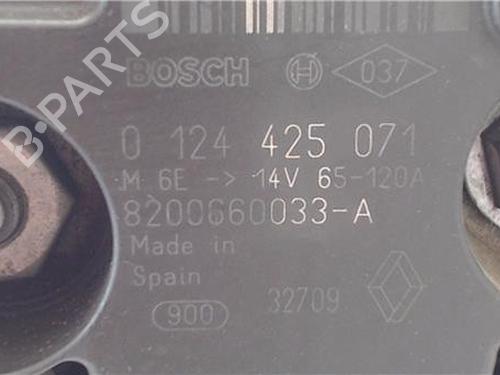 BOSCH 037
0 124 425 071
M 6E -> 14V 65-120A
8200660033-A
Made in
Spain
900 32709
B-Parts